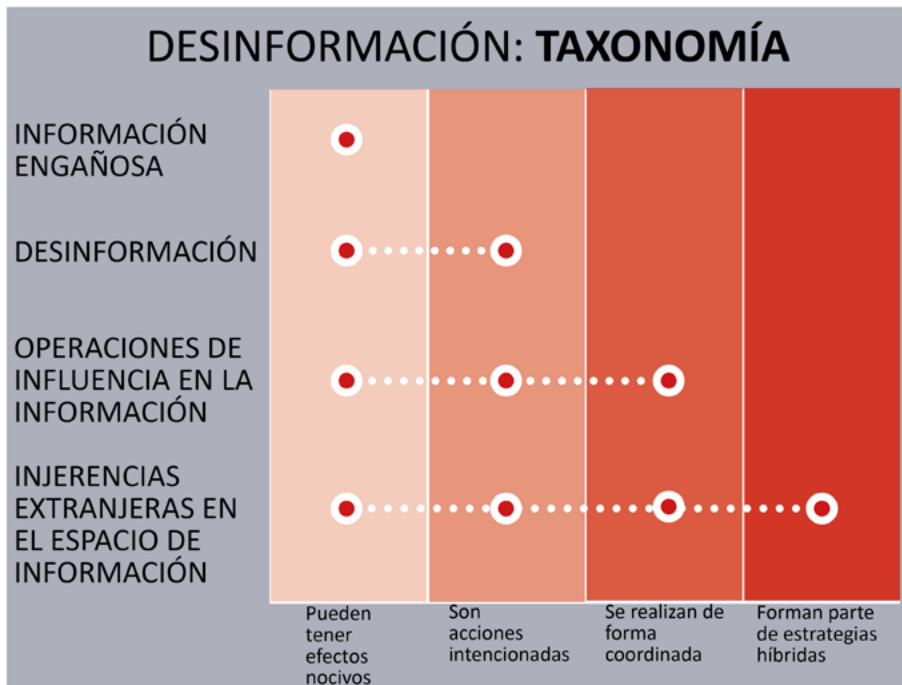 DESINFORMACIÓN: TAXONOMÍA
INFORMACIÓN
ENGAÑOSA
DESINFORMACIÓN
OPERACIONES DE
INFLUENCIA EN LA
INFORMACIÓN
INJERENCIAS
EXTRANJERAS EN
EL ESPACIO DE
INFORMACIÓN
Pueden
tener
efectos
nocivos
Son
acciones
intencionadas
Se realizan de
forma
coordinada
Forman parte
de estrategias
híbridas